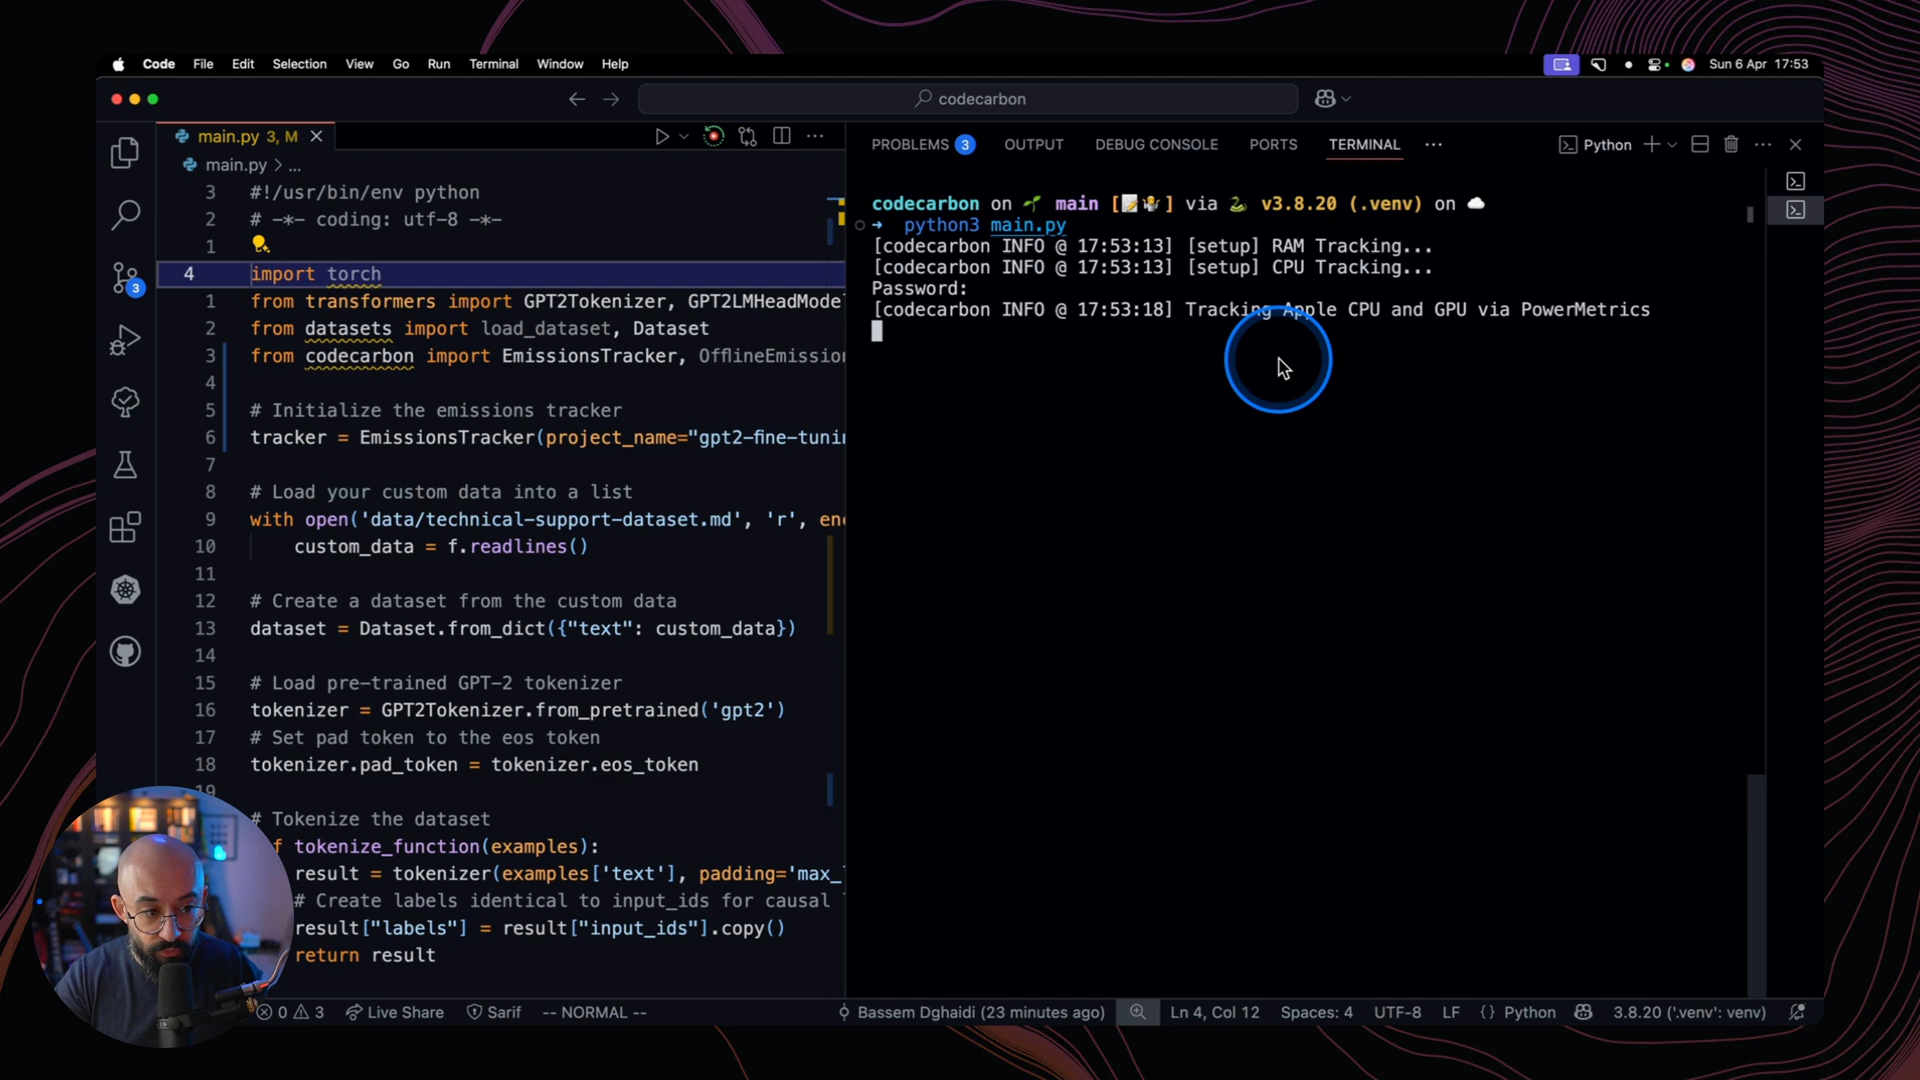 Code File Edit Selection View Go Run Terminal Window Help
Sun 6 Apr 17:53
codecarbon
main.py 3, M
main.py > ...
3 #!/usr/bin/env python
2 # -*- coding: utf-8 -*-
1
4 import torch
1 from transformers import GPT2Tokenizer, GPT2LMHeadMode
2 from datasets import load_dataset, Dataset
3 from codecarbon import EmissionsTracker, OfflineEmissio
4
5 # Initialize the emissions tracker
6 tracker = EmissionsTracker(project_name="gpt2-fine-tuni
7
8 # Load your custom data into a list
9 with open('data/technical-support-dataset.md', 'r', enc
10 custom_data = f.readlines()
11
12 # Create a dataset from the custom data
13 dataset = Dataset.from_dict({"text": custom_data})
14
15 # Load pre-trained GPT-2 tokenizer
16 tokenizer = GPT2Tokenizer.from_pretrained('gpt2')
17 # Set pad token to the eos token
18 tokenizer.pad_token = tokenizer.eos_token
19
# Tokenize the dataset
f tokenize_function(examples):
result = tokenizer(examples['text'], padding='max_
# Create labels identical to input_ids for causal
result["labels"] = result["input_ids"].copy()
return result
PROBLEMS 3 OUTPUT DEBUG CONSOLE PORTS TERMINAL ...
Python
codecarbon on main [ ] via v3.8.20 (.venv) on
➜ python3 main.py
[codecarbon INFO @ 17:53:13] [setup] RAM Tracking...
[codecarbon INFO @ 17:53:13] [setup] CPU Tracking...
Password:
[codecarbon INFO @ 17:53:18] Tracking Apple CPU and GPU via PowerMetrics
3
0 3 Live Share Sarif -- NORMAL --
Bassem Dghaidi (23 minutes ago) Ln 4, Col 12 Spaces: 4 UTF-8 LF {} Python 3.8.20 ('.venv': venv)